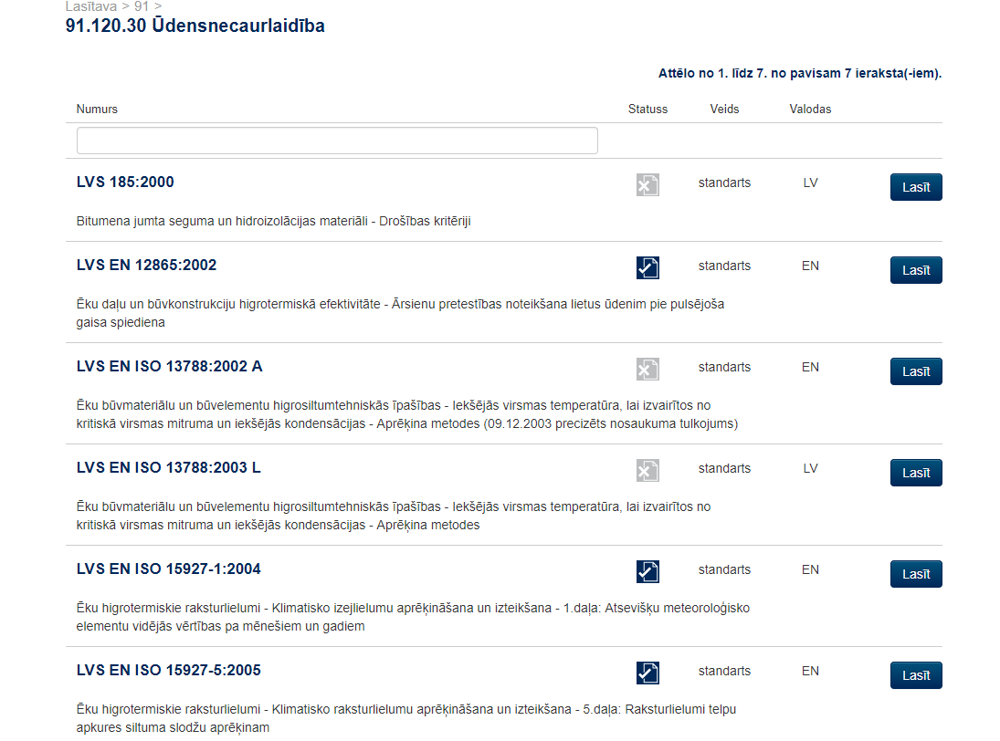 Lasītava > 91 >
91.120.30 Ūdensnecaurlaidība
Attēlo no 1. līdz 7. no pavisam 7 ieraksta(-iem).
Numurs Statuss Veids Valodas
LVS 185:2000 standarts LV Lasīt
Bitumena jumta seguma un hidroizolācijas materiāli - Drošības kritēriji
LVS EN 12865:2002 standarts EN Lasīt
Ēku daļu un būvkonstrukciju higrotermiskā efektivitāte - Ārsienu pretestības noteikšana lietus ūdenim pie pulsējoša
gaisa spiediena
LVS EN ISO 13788:2002 A standarts EN Lasīt
Ēku būvmateriālu un būvelementu higrosiltumtehniskās īpašības - Iekšējās virsmas temperatūra, lai izvairītos no
kritiskā virsmas mitruma un iekšējās kondensācijas - Aprēķina metodes (09.12.2003 precizēts nosaukuma tulkojums)
LVS EN ISO 13788:2003 L standarts LV Lasīt
Ēku būvmateriālu un būvelementu higrosiltumtehniskās īpašības - Iekšējās virsmas temperatūra, lai izvairītos no
kritiskā virsmas mitruma un iekšējās kondensācijas - Aprēķina metodes
LVS EN ISO 15927-1:2004 standarts EN Lasīt
Ēku higrotermiskie raksturlielumi - Klimatisko izejlielumu aprēķināšana un izteikšana - 1.daļa: Atsevišķu meteoroloģisko
elementu vidējās vērtības pa mēnešiem un gadiem
LVS EN ISO 15927-5:2005 standarts EN Lasīt
Ēku higrotermiskie raksturlielumi - Klimatisko raksturlielumu aprēķināšana un izteikšana - 5.daļa: Raksturlielumi telpu
apkures siltuma slodžu aprēķinam